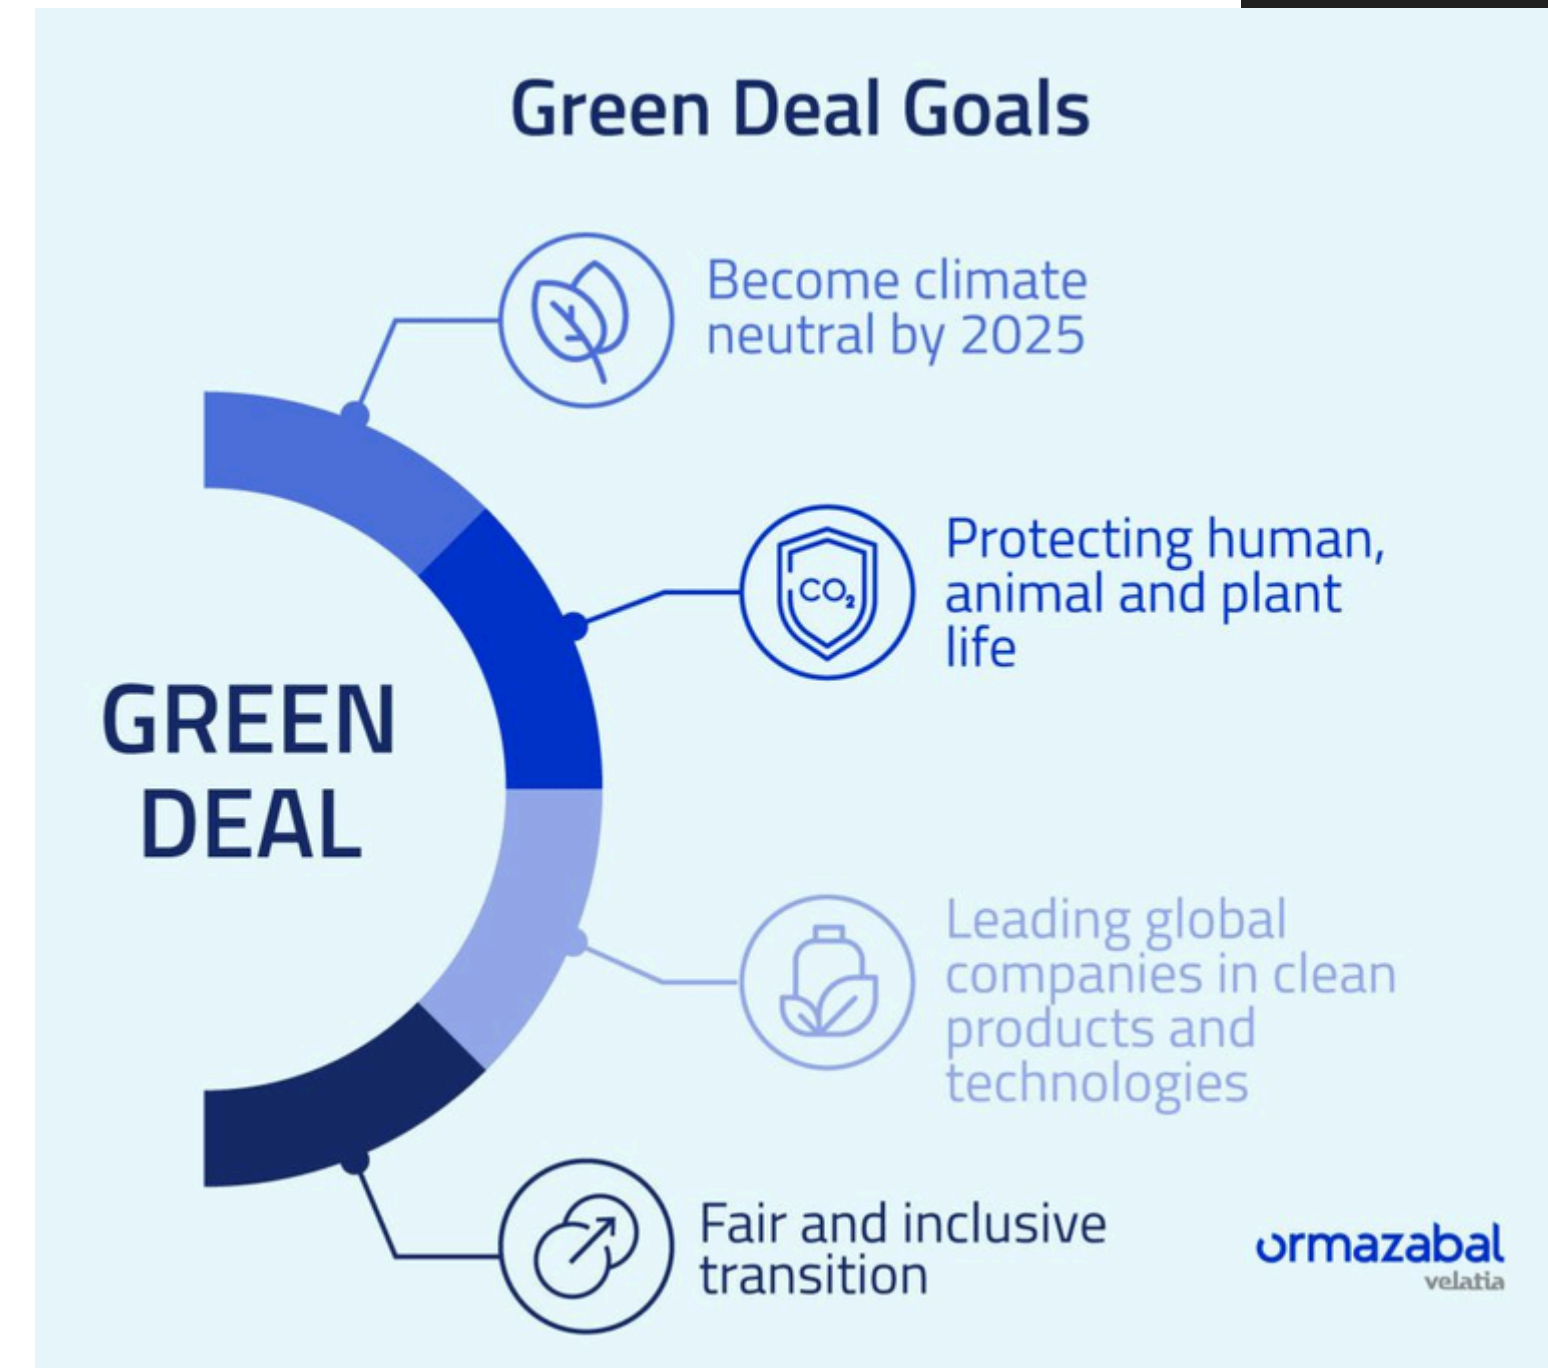 Green Deal Goals
Become climate
neutral by 2025
Protecting human,
animal and plant
life
CO₂
GREEN
DEAL
Leading global
companies in clean
products and
technologies
Fair and inclusive
transition
ormazabal
velatia